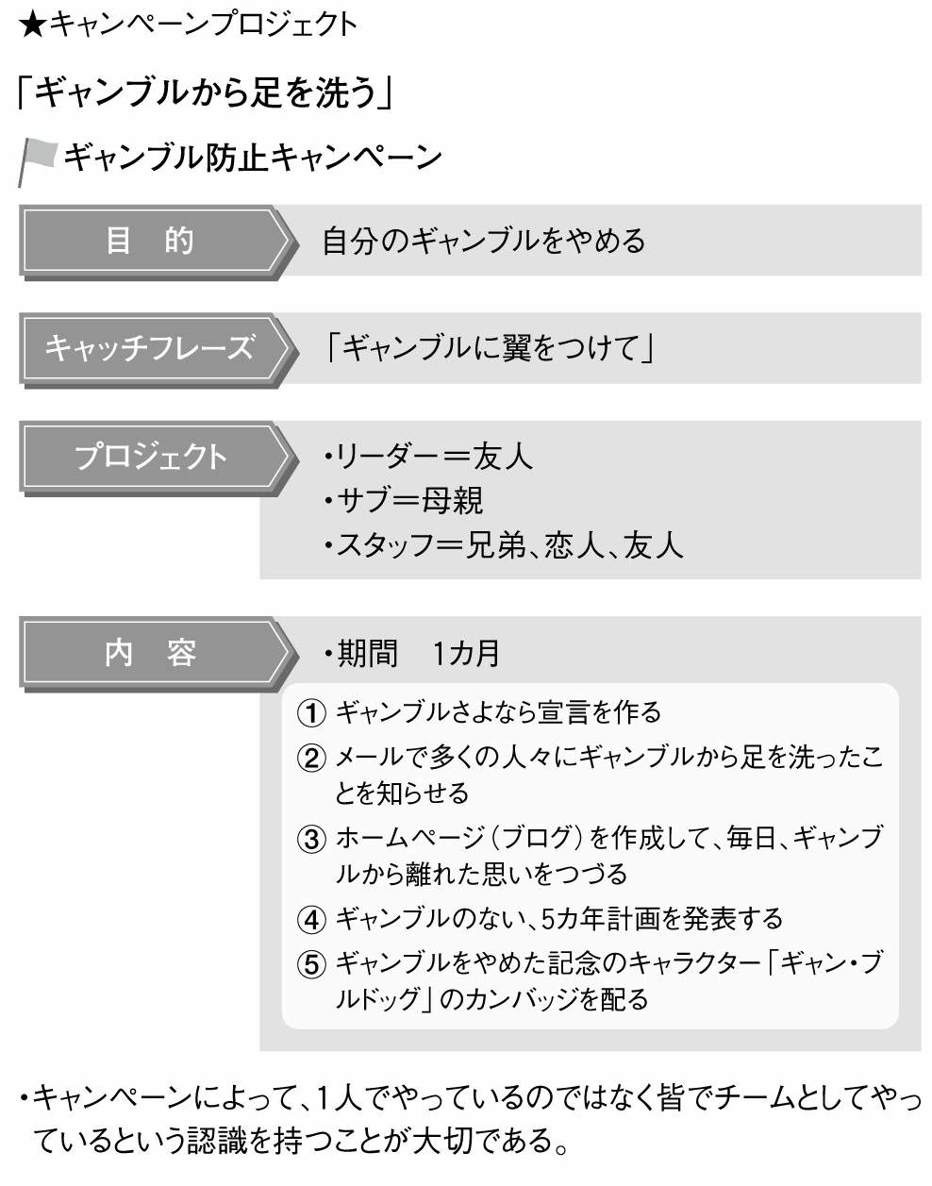 ★キャンペーンプロジェクト
「ギャンブルから足を洗う」
ギャンブル防止キャンペーン
目　的
自分のギャンブルをやめる
キャッチフレーズ
「ギャンブルに翼をつけて」
プロジェクト
・リーダー＝友人
・サブ＝母親
・スタッフ＝兄弟、恋人、友人
内　容
・期間　1カ月
① ギャンブルさよなら宣言を作る
② メールで多くの人々にギャンブルから足を洗ったこ
とを知らせる
③ ホームページ（ブログ）を作成して、毎日、ギャンブ
ルから離れた思いをつづる
④ ギャンブルのない、5カ年計画を発表する
⑤ ギャンブルをやめた記念のキャラクター「ギャン・ブ
ルドッグ」のカンバッジを配る
・キャンペーンによって、1人でやっているのではなく皆でチームとしてやっ
ているという認識を持つことが大切である。